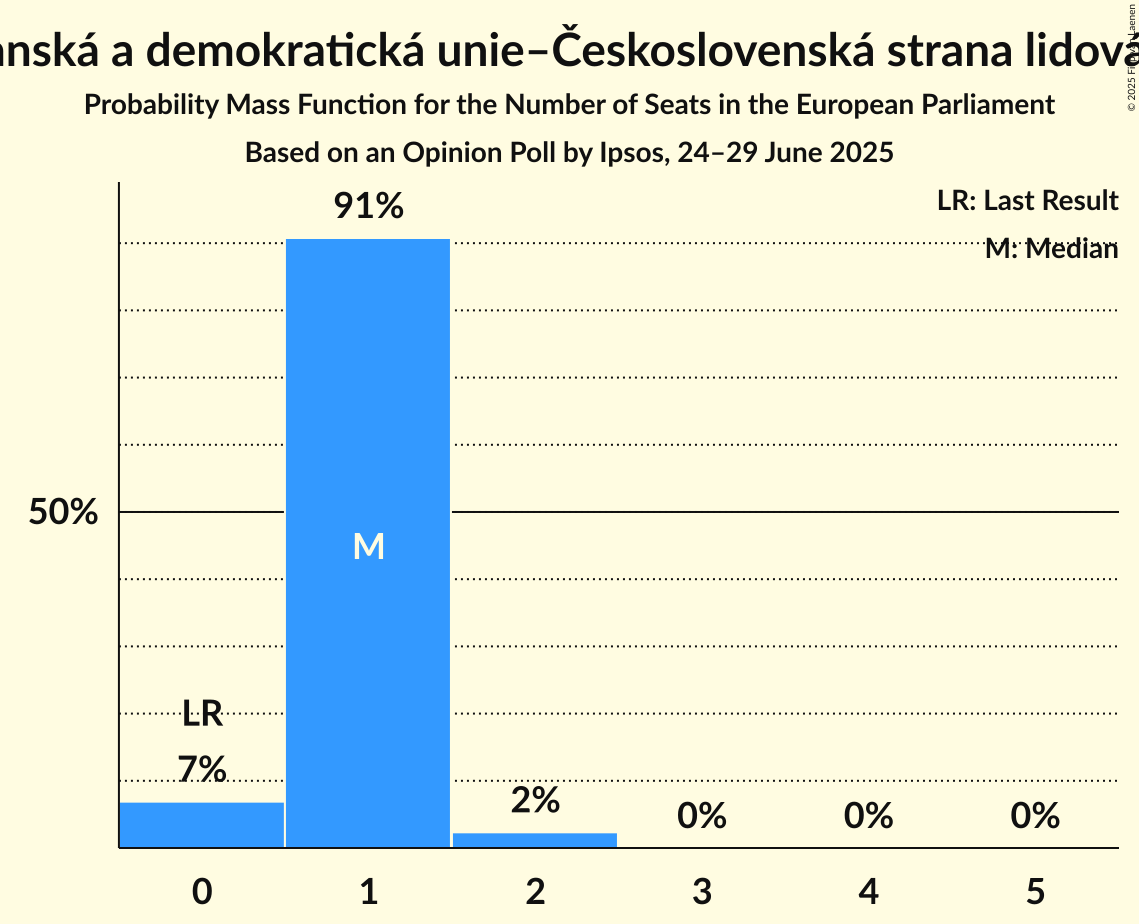 anská a demokratická unie–Československá strana lidová
Probability Mass Function for the Number of Seats in the European Parliament
Based on an Opinion Poll by Ipsos, 24–29 June 2025
© 2025 Filip van Laenen
LR: Last Result
M: Median
91%
50%
M
LR
7%
2%
0%
0%
0%
0
1
2
3
4
5